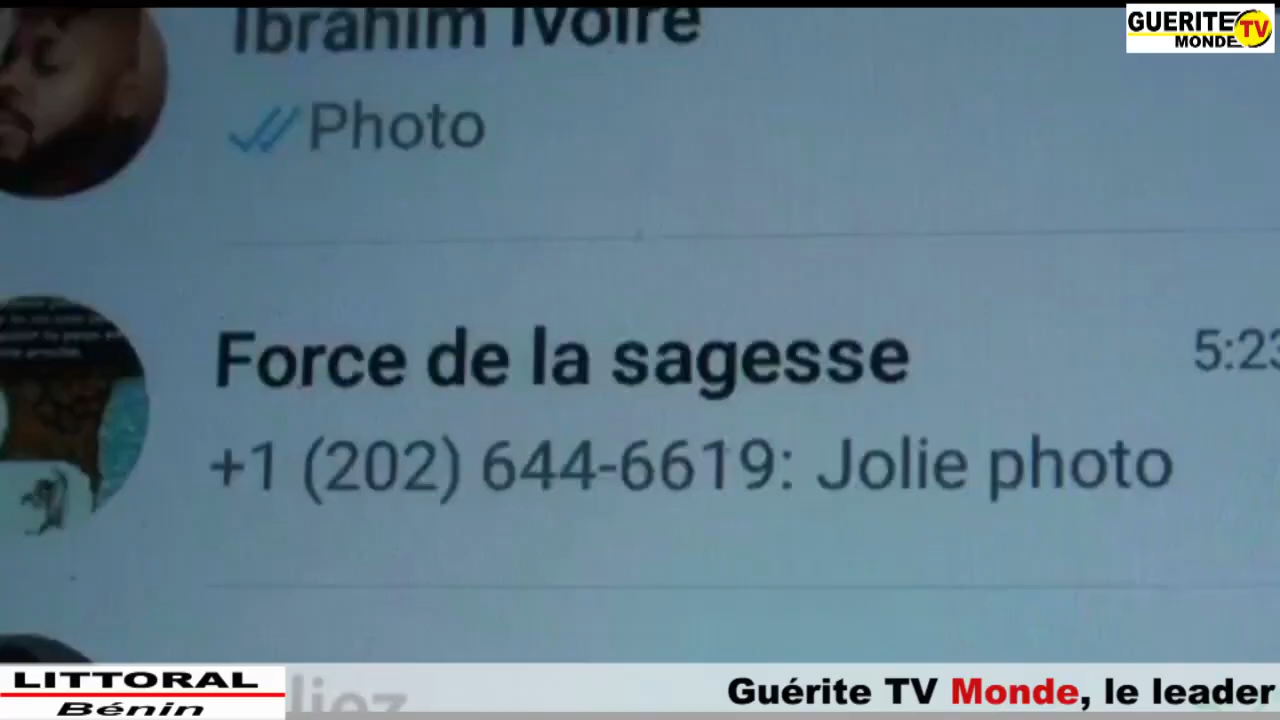 GUERITE TV
MONDE
Ibrahim Ivoire
Photo
Force de la sagesse
5:23
+1 (202) 644-6619: Jolie photo
LITTORAL
Bénin
Guérite TV Monde, le leader